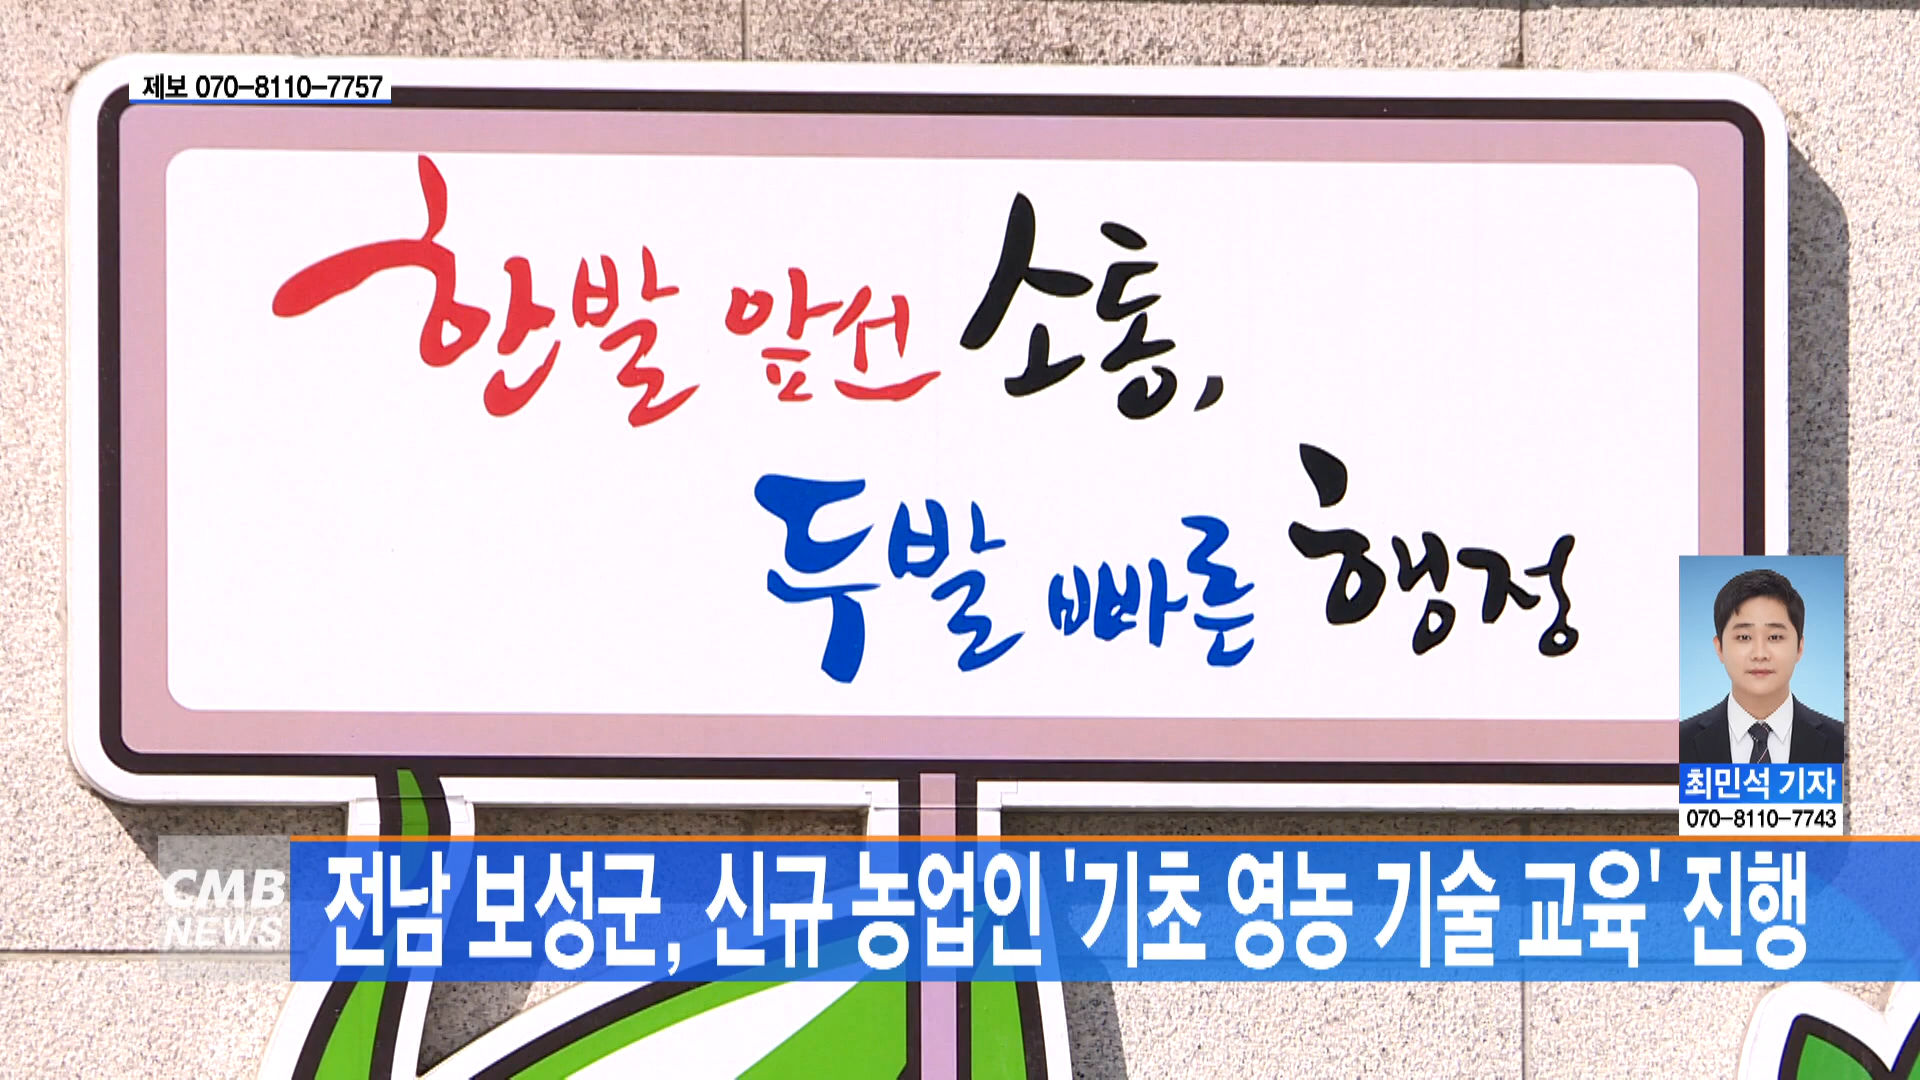 제보 070-8110-7757
한발 앞선 소통,
두발 빠른 행정
최민석 기자
070-8110-7743
CMB
NEWS
전남 보성군, 신규 농업인 '기초 영농 기술 교육' 진행